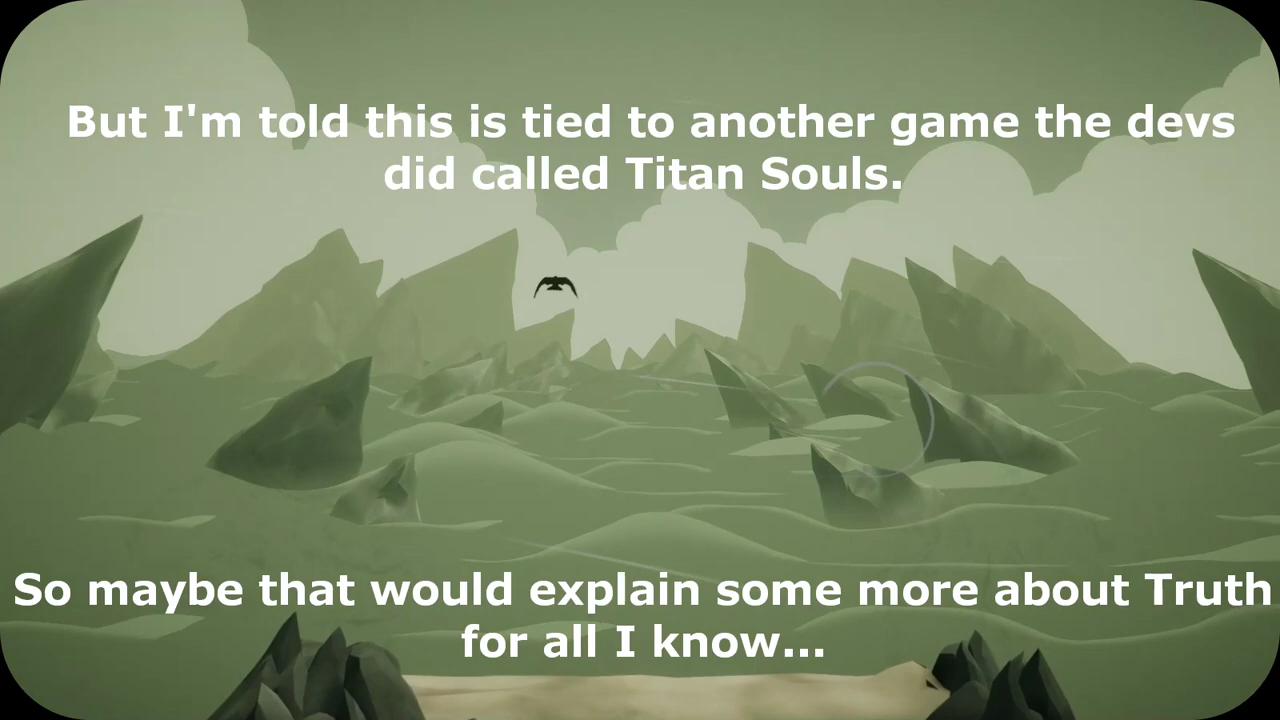 But I'm told this is tied to another game the devs
did called Titan Souls.
So maybe that would explain some more about Truth
for all I know...